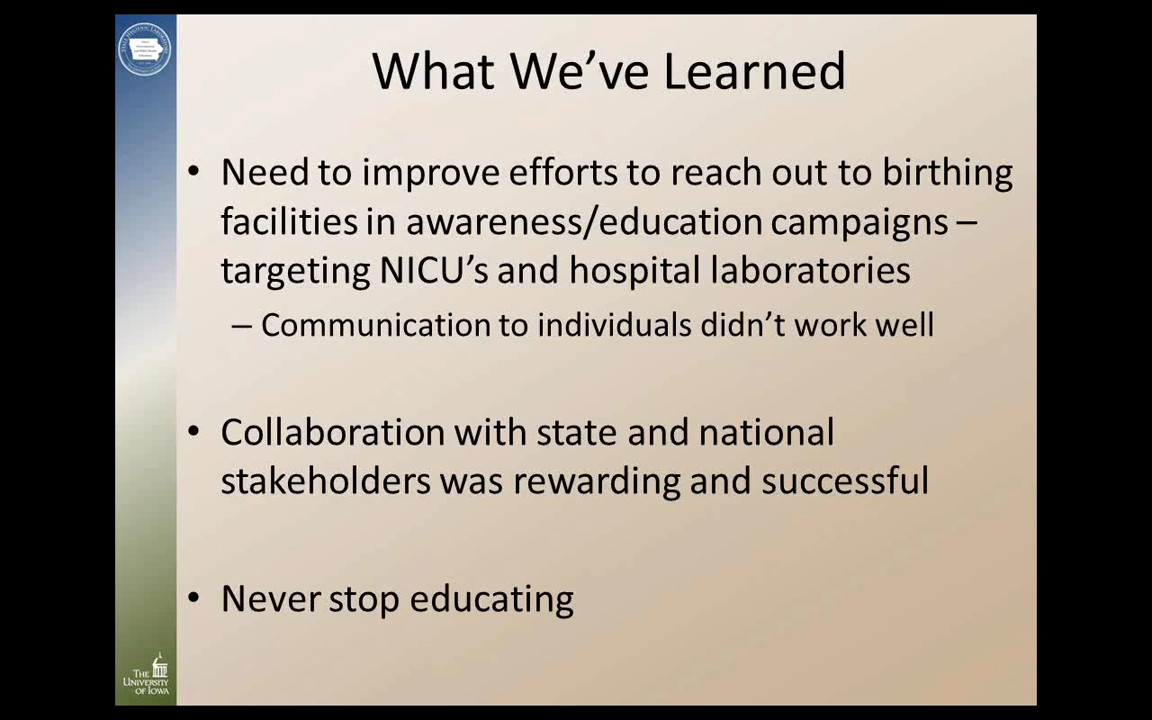 What We’ve Learned
• Need to improve efforts to reach out to birthing
facilities in awareness/education campaigns –
targeting NICU’s and hospital laboratories
– Communication to individuals didn’t work well
• Collaboration with state and national
stakeholders was rewarding and successful
• Never stop educating
THE
UNIVERSITY
OF IOWA